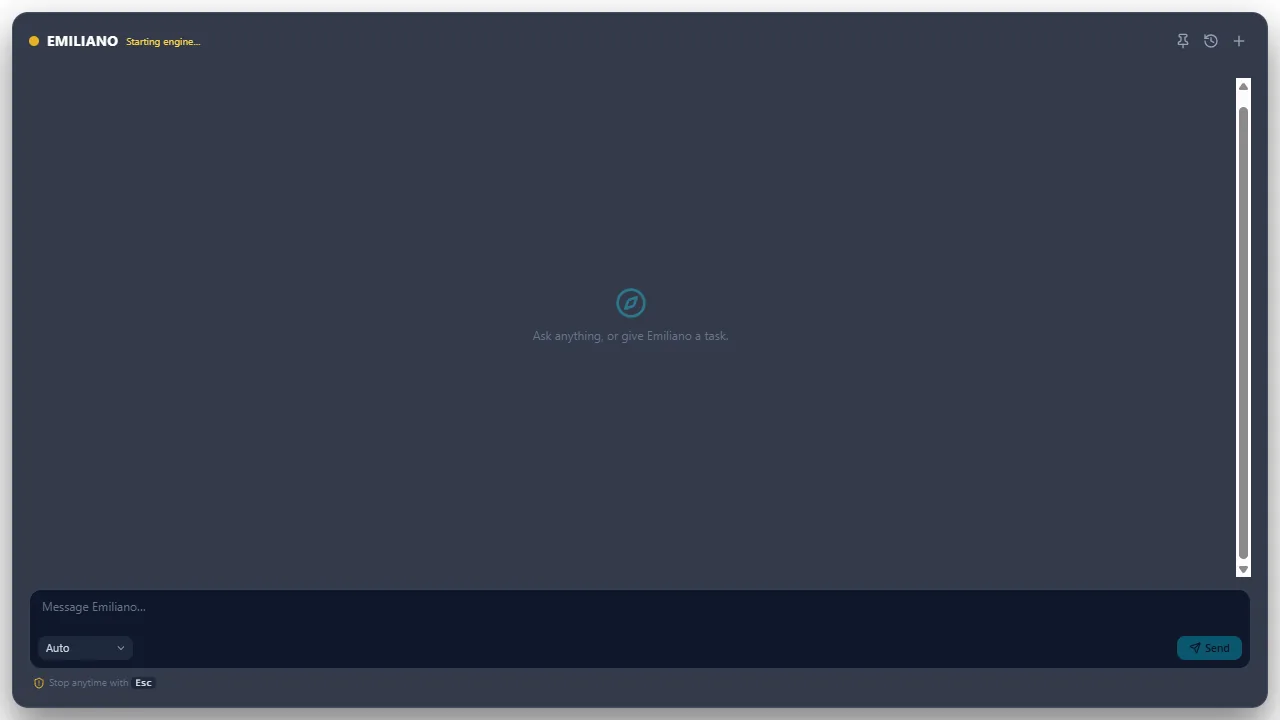 EMILIANO Starting engine...
Ask anything, or give Emiliano a task.
Message Emiliano...
Auto
Send
Stop anytime with Esc